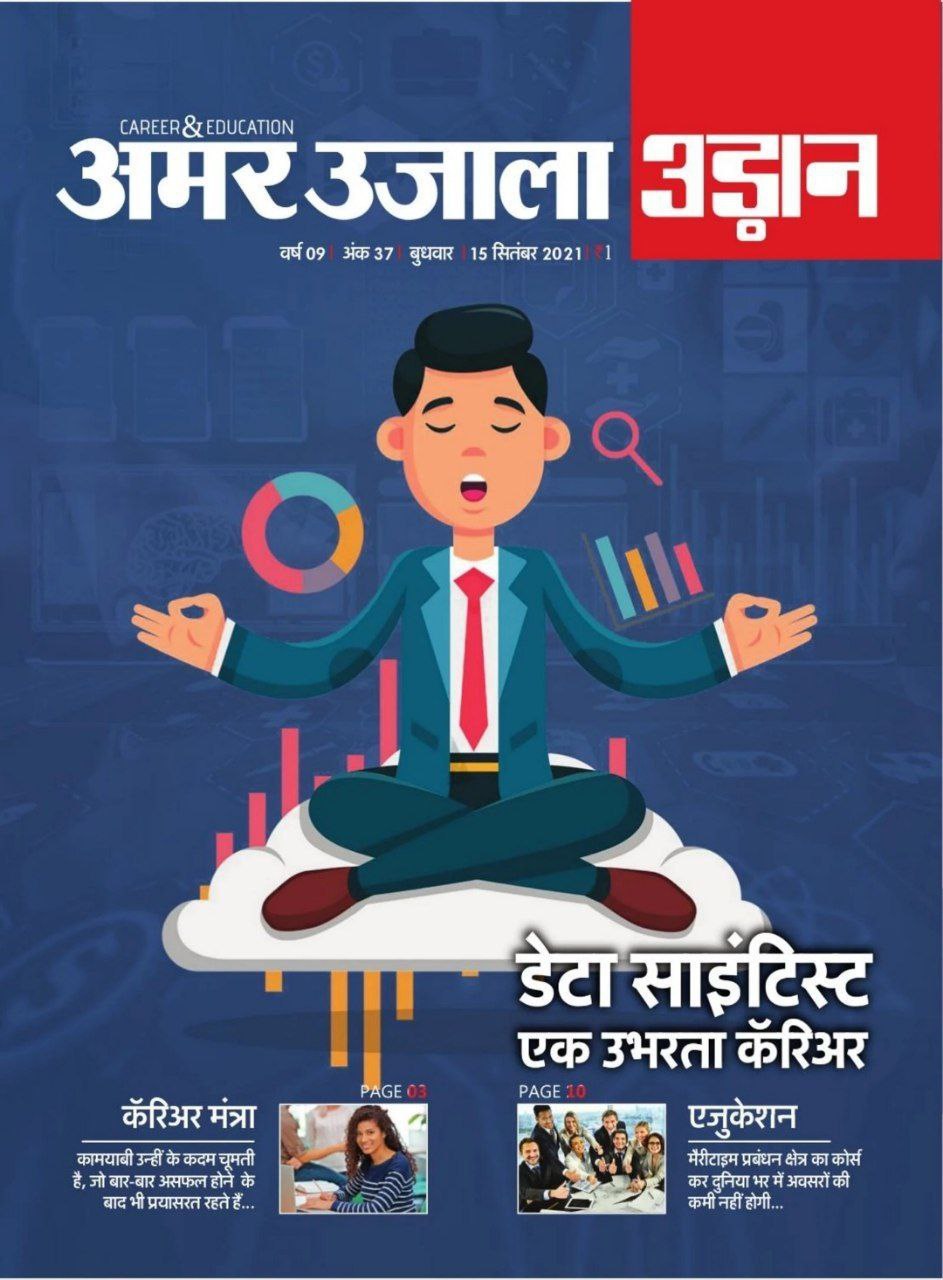 CAREER & EDUCATION
अमर उजाला उड़ान
वर्ष 09 | अंक 37 | बुधवार | 15 सितंबर 2021 | ₹1
डेटा साइंटिस्ट
एक उभरता कॅरिअर
PAGE 03
कॅरिअर मंत्रा
कामयाबी उन्हीं के कदम चूमती
है, जो बार-बार असफल होने के
बाद भी प्रयासरत रहते हैं...
PAGE 10
एजुकेशन
मैरीटाइम प्रबंधन क्षेत्र का कोर्स
कर दुनिया भर में अवसरों की
कमी नहीं होगी...